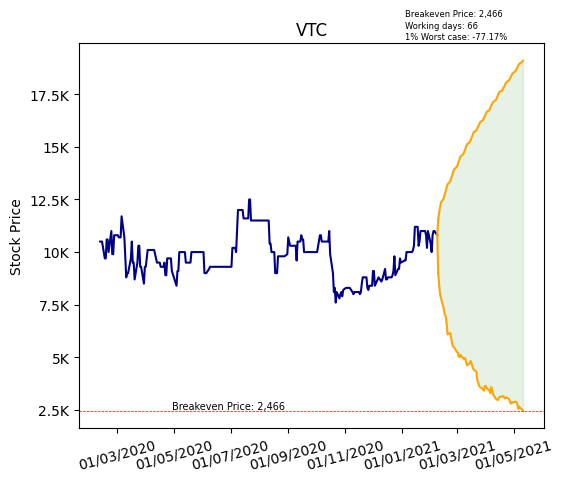 Breakeven Price: 2,466
Working days: 66
1% Worst case: -77.17%
VTC
Stock Price
17.5K
15K
12.5K
10K
7.5K
5K
2.5K
Breakeven Price: 2,466
01/03/2020
01/05/2020
01/07/2020
01/09/2020
01/11/2020
01/01/2021
01/03/2021
01/05/2021